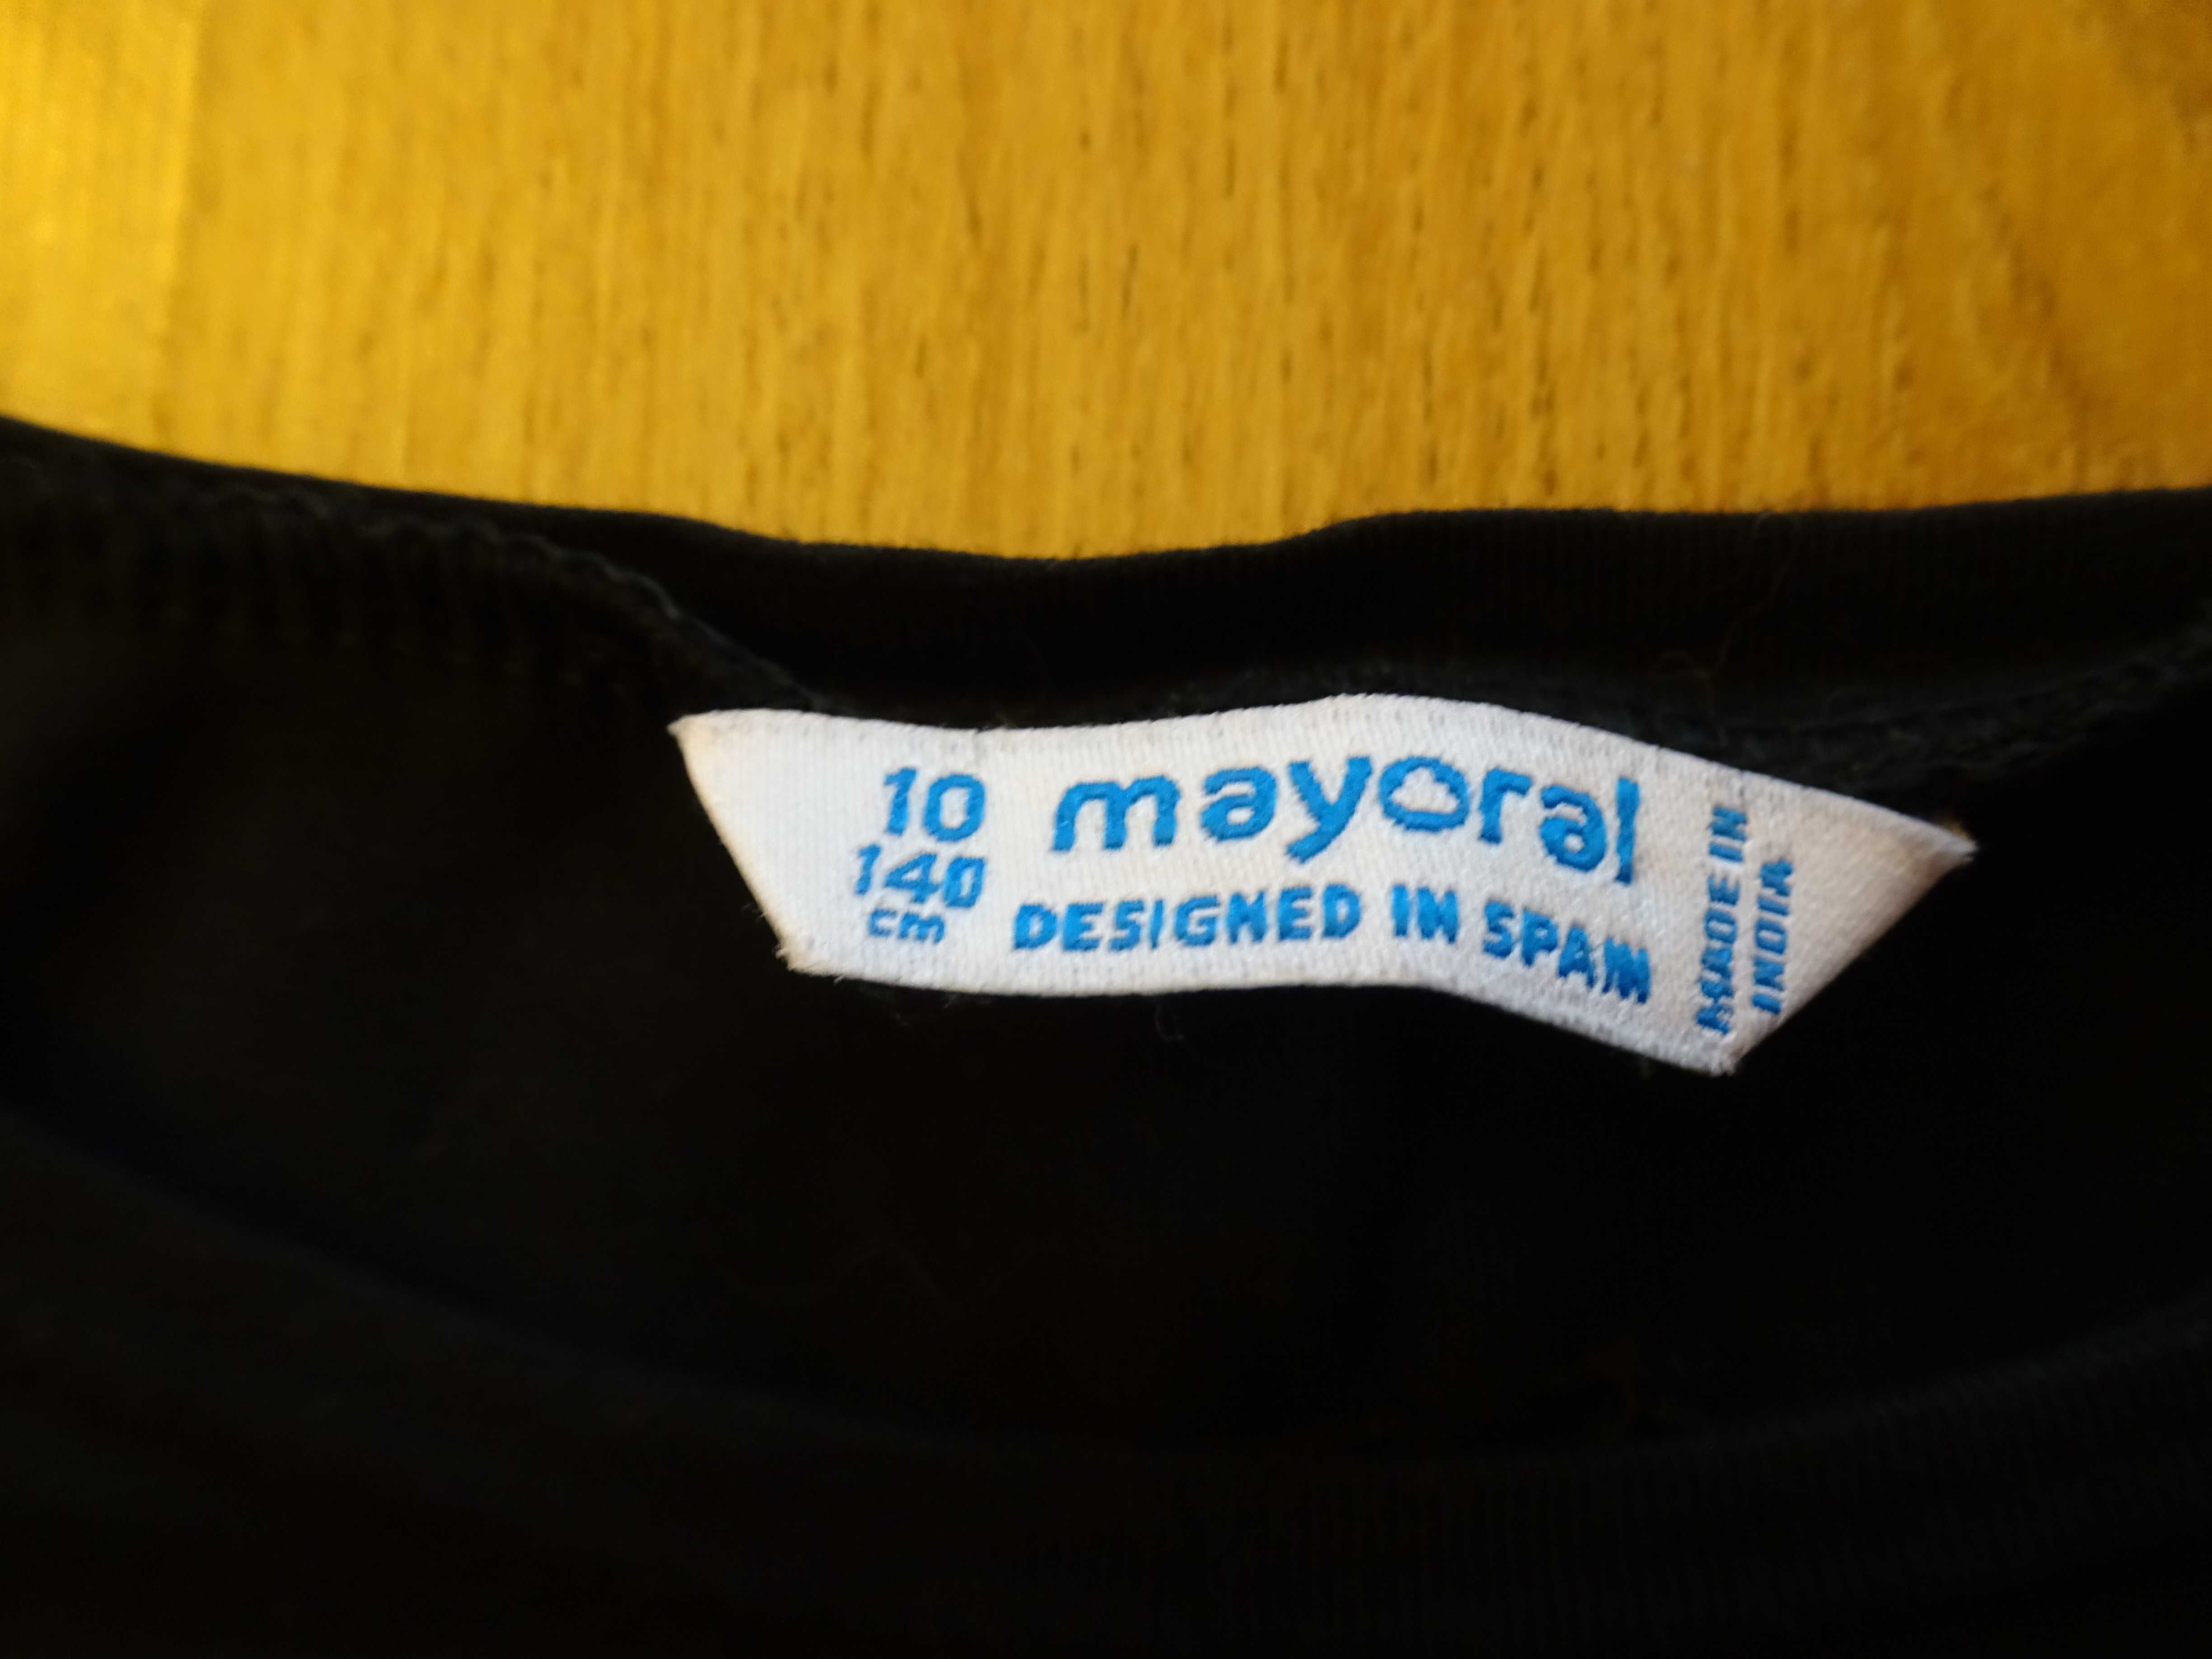 10
140
cm
mayoral
DESIGNED IN SPAIN
MADE IN
INDIA